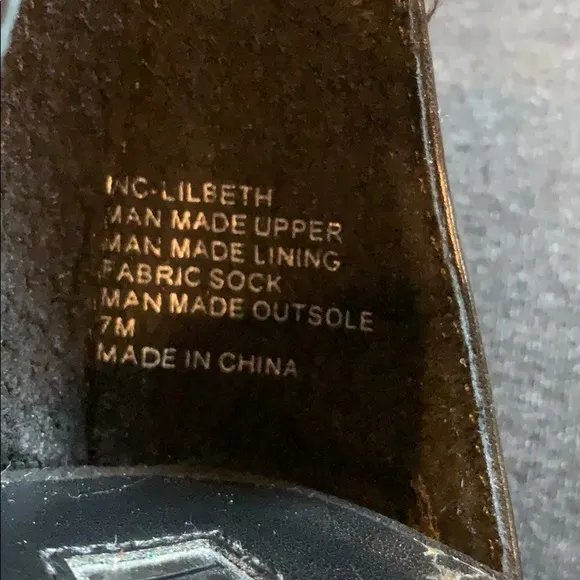 INC-LILBETH
MAN MADE UPPER
MAN MADE LINING
FABRIC SOCK
MAN MADE OUTSOLE
7M
MADE IN CHINA